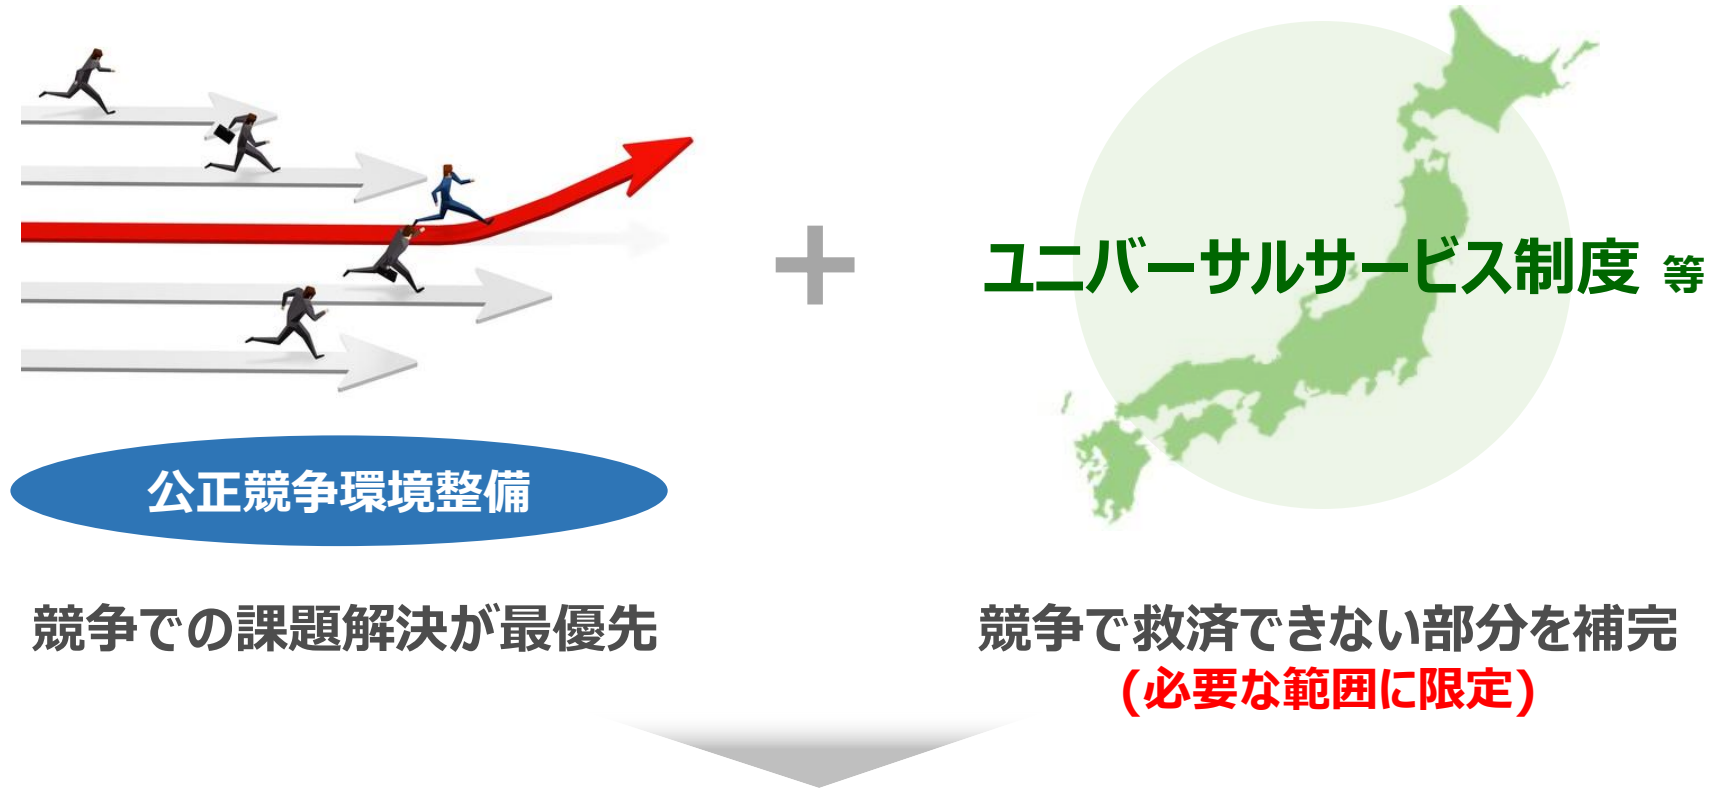 ユニバーサルサービス制度 等
公正競争環境整備
競争での課題解決が最優先
競争で救済できない部分を補完
(必要な範囲に限定)